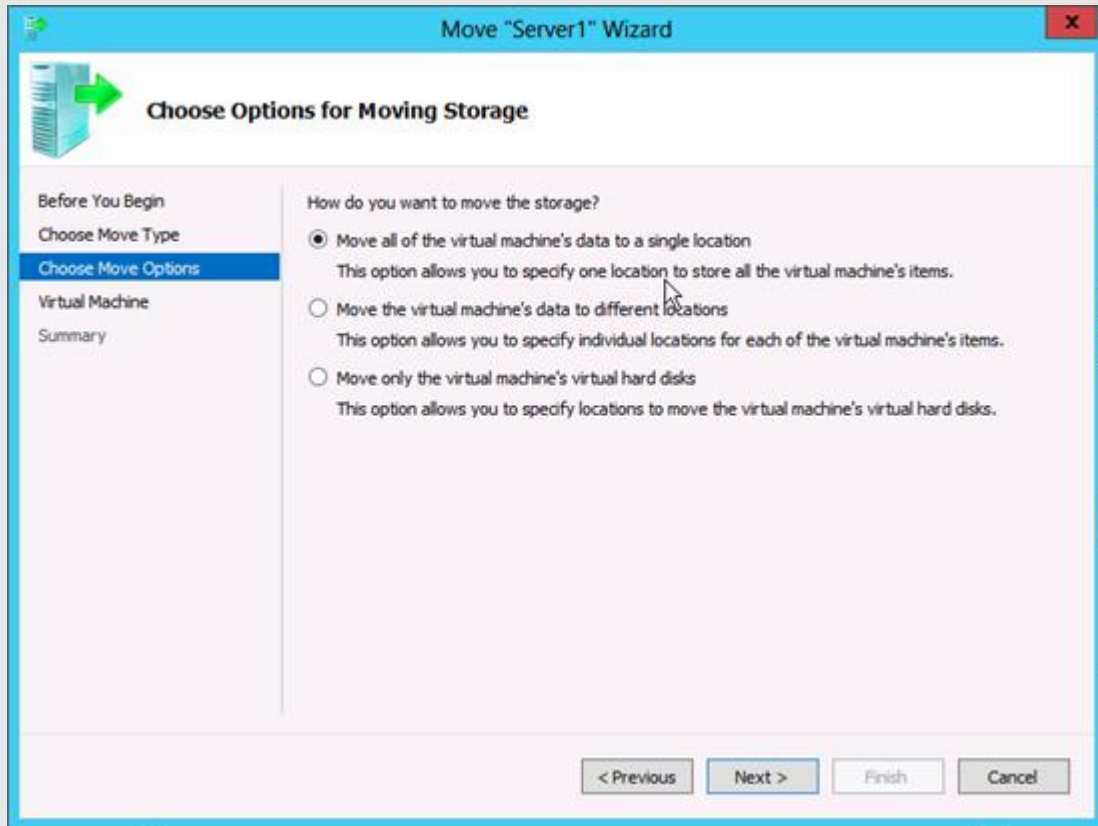 Move "Server1" Wizard
x
Choose Options for Moving Storage
Before You Begin
Choose Move Type
Choose Move Options
Virtual Machine
Summary
How do you want to move the storage?
Move all of the virtual machine's data to a single location
This option allows you to specify one location to store all the virtual machine's items.
Move the virtual machine's data to different locations
This option allows you to specify individual locations for each of the virtual machine's items.
Move only the virtual machine's virtual hard disks
This option allows you to specify locations to move the virtual machine's virtual hard disks.
< Previous
Next >
Finish
Cancel